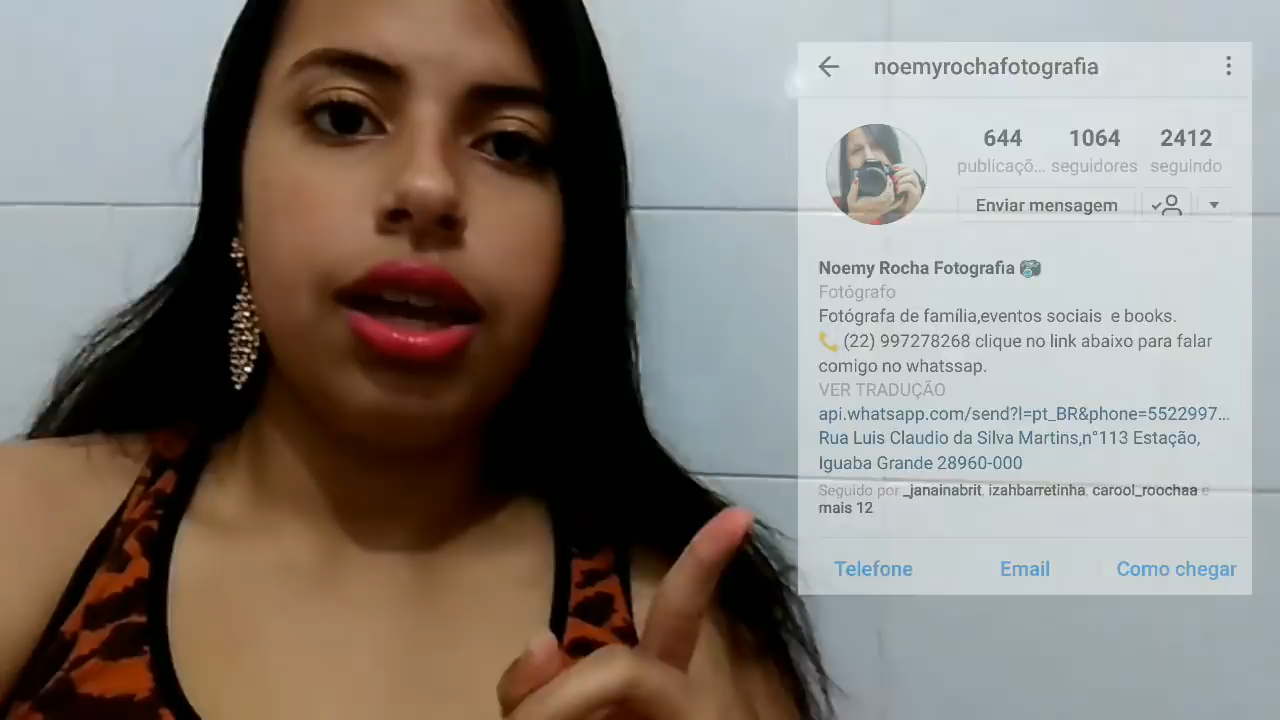 noemyrochafotografia
644 1064 2412
publicaçõ... seguidores seguindo
Enviar mensagem
Noemy Rocha Fotografia
Fotógrafo
Fotógrafa de família,eventos sociais e books.
(22) 997278268 clique no link abaixo para falar
comigo no whatssap.
VER TRADUÇÃO
api.whatsapp.com/send?l=pt_BR&phone=5522997...
Rua Luis Claudio da Silva Martins,n°113 Estação,
Iguaba Grande 28960-000
Seguido por _janainabrit, izahbarretinha, carool_roochaa e
mais 12
Telefone Email Como chegar